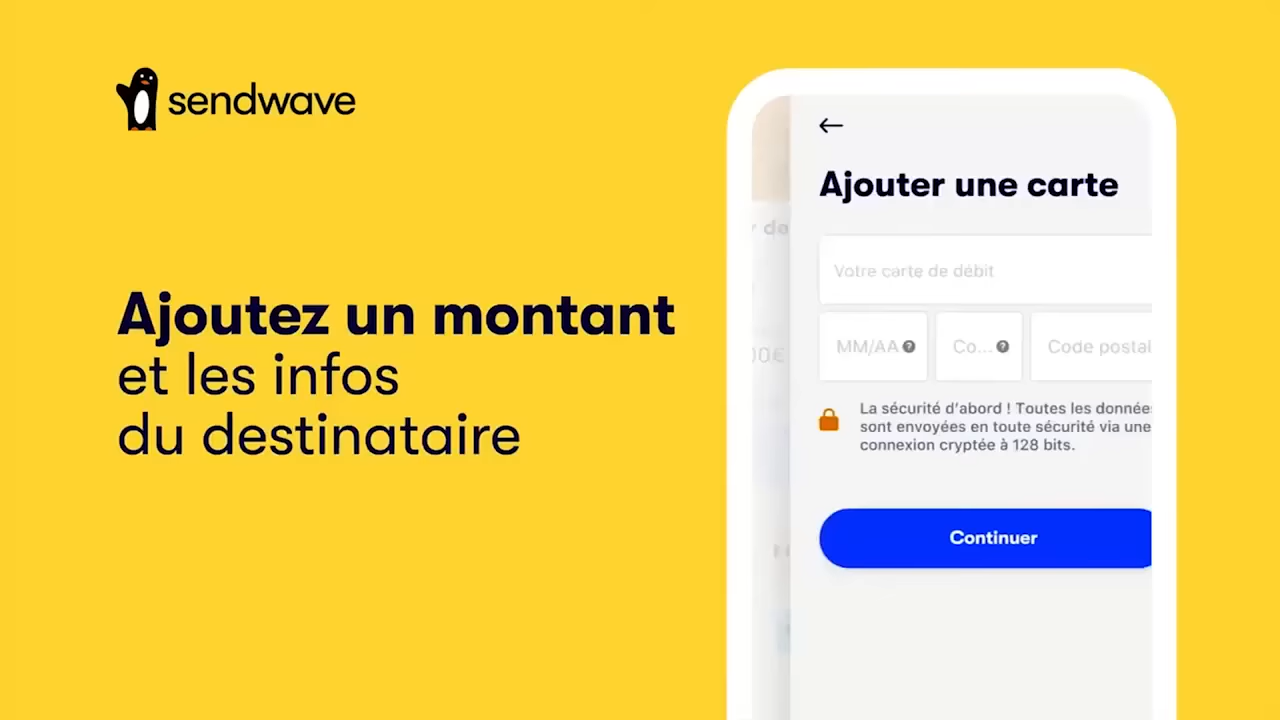 sendwave
Ajoutez un montant
et les infos
du destinataire
Ajouter une carte
Votre carte de débit
MM/AA
Co...
Code postal
La sécurité d'abord ! Toutes les données
sont envoyées en toute sécurité via une
connexion cryptée à 128 bits.
Continuer